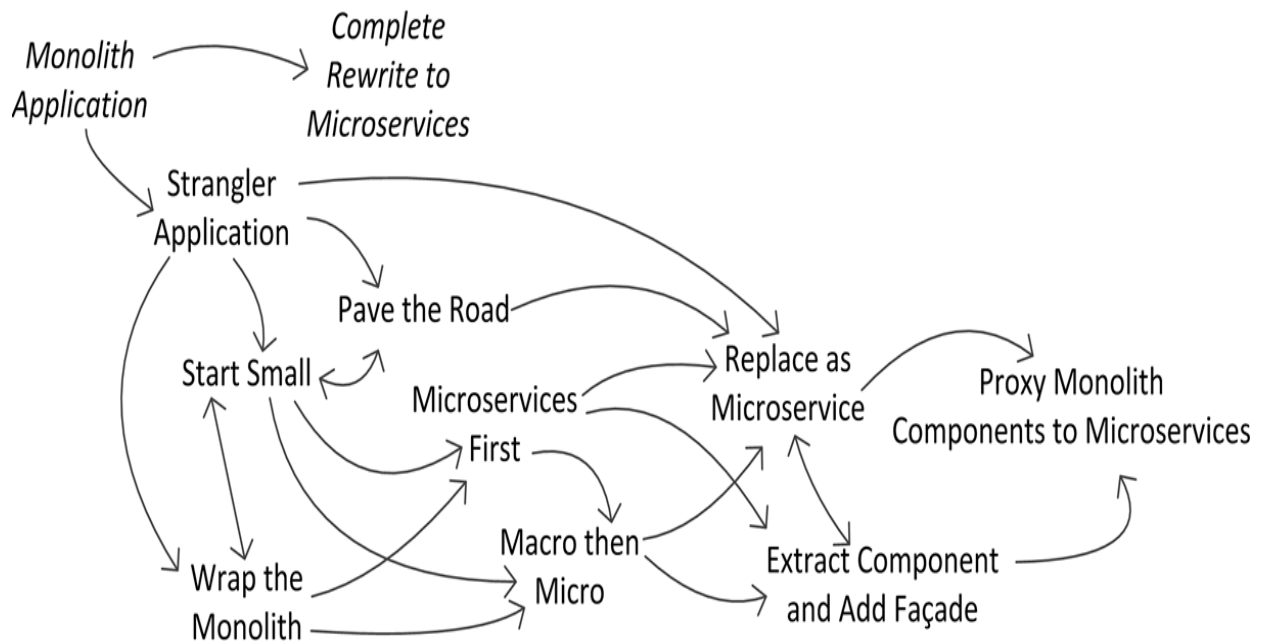 Monolith
Application
Complete
Rewrite to
Microservices
Strangler
Application
Pave the Road
Start Small
Microservices
First
Replace as
Microservice
Proxy Monolith
Components to Microservices
Wrap the
Monolith
Macro then
Micro
Extract Component
and Add Façade